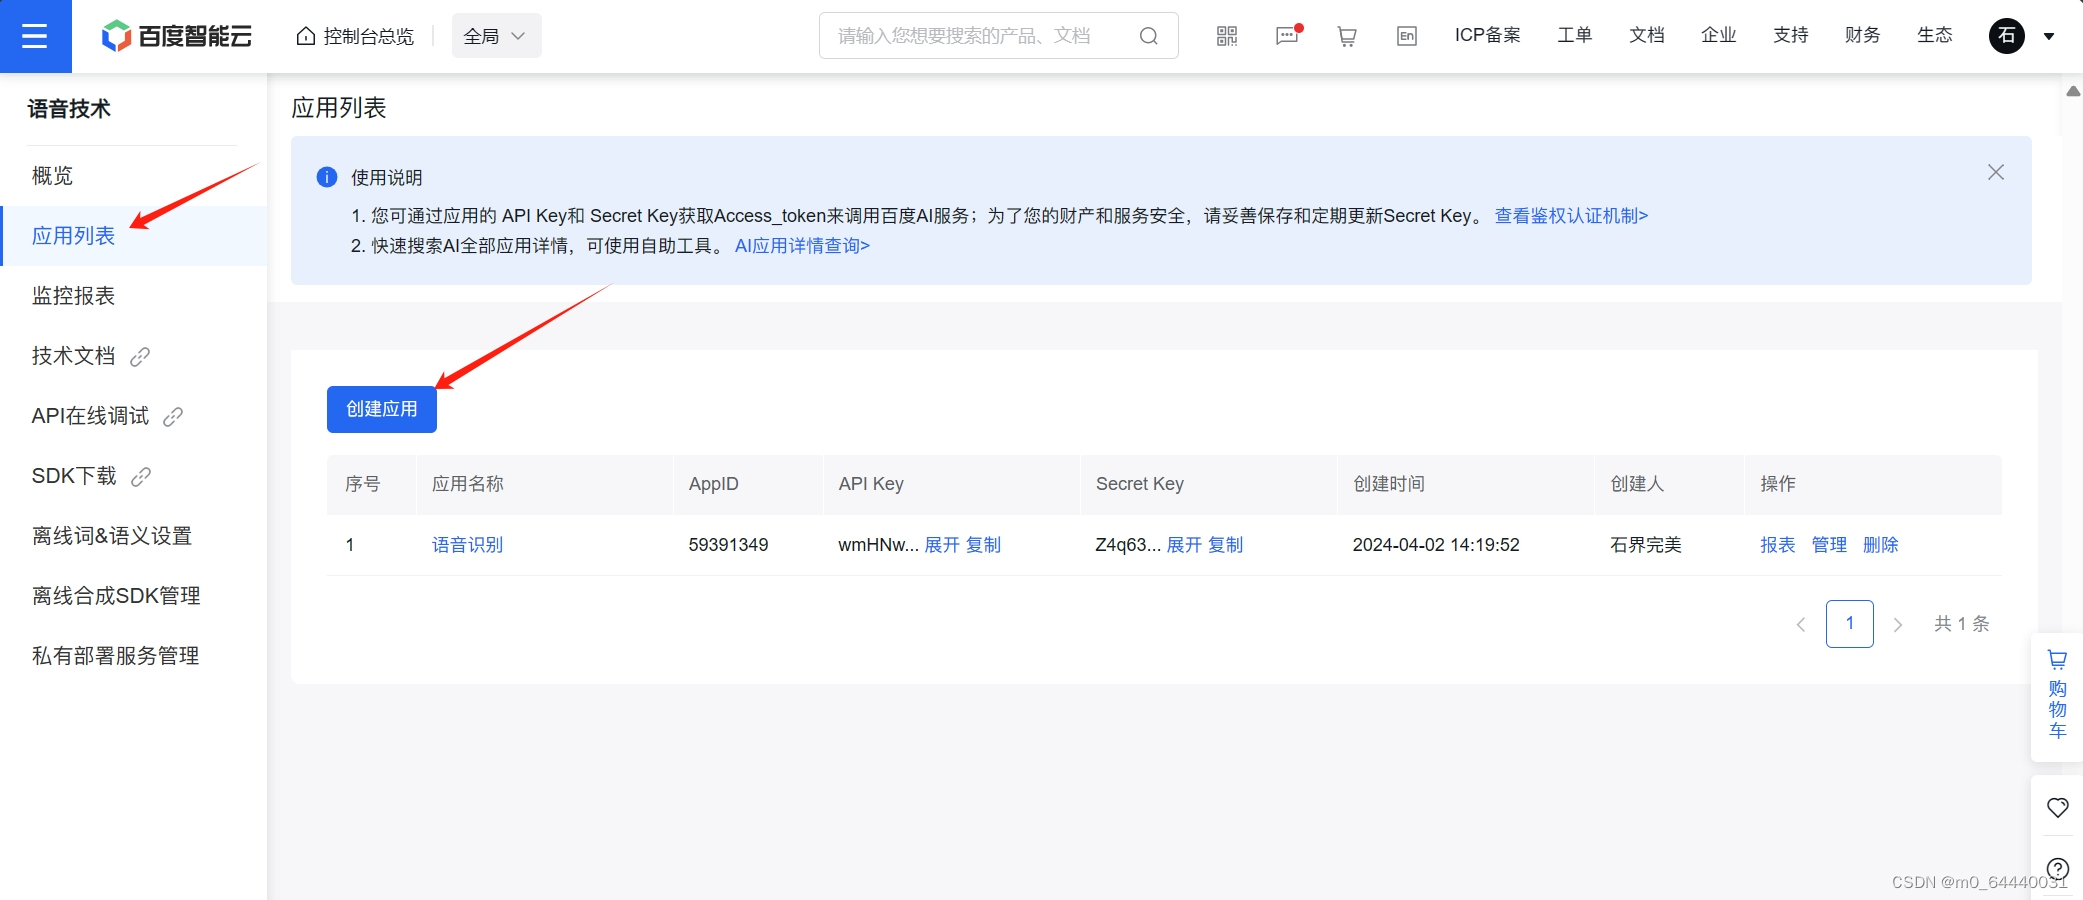 百度智能云
控制台总览
全局
请输入您想要搜索的产品、文档
En
ICP备案
工单
文档
企业
支持
财务
生态
石
语音技术
概览
应用列表
监控报表
技术文档
API在线调试
SDK下载
离线词&语义设置
离线合成SDK管理
私有部署服务管理
应用列表
使用说明
1. 您可通过应用的 API Key和 Secret Key获取Access_token来调用百度AI服务；为了您的财产和服务安全，请妥善保存和定期更新Secret Key。 查看鉴权认证机制>
2. 快速搜索AI全部应用详情，可使用自助工具。 AI应用详情查询>
创建应用
序号 应用名称 AppID API Key Secret Key 创建时间 创建人 操作
1 语音识别 59391349 wmHNw... 展开 复制 Z4q63... 展开 复制 2024-04-02 14:19:52 石界完美 报表 管理 删除
< 1 > 共 1 条
购物车
CSDN @m0_64440031